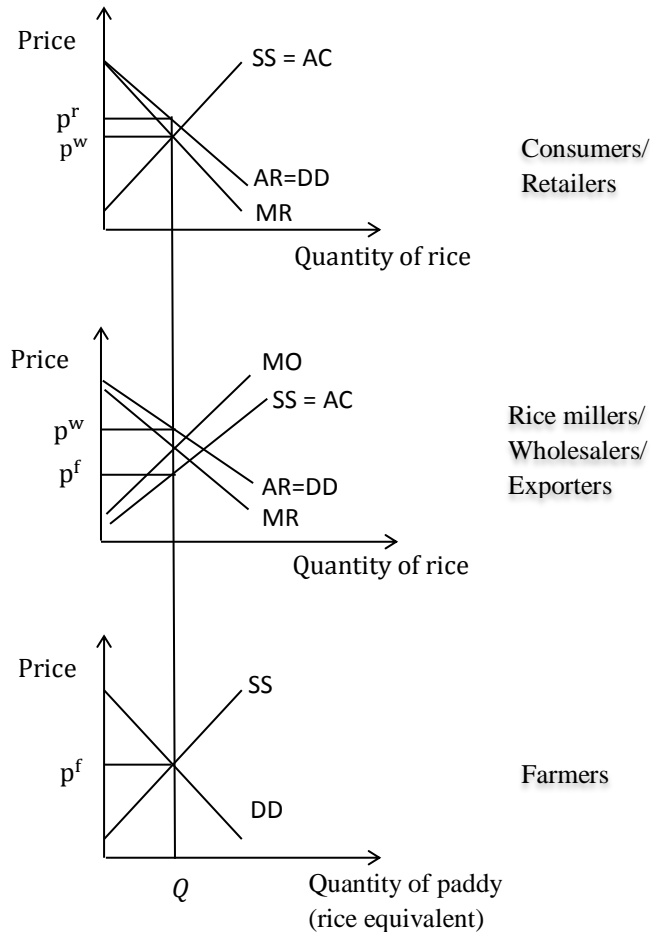 Price
SS = AC
p^r
p^w
Consumers/
Retailers
AR=DD
MR
Quantity of rice
Price
MO
SS = AC
p^w
Rice millers/
Wholesalers/
Exporters
p^f
AR=DD
MR
Quantity of rice
Price
SS
p^f
Farmers
DD
Q
Quantity of paddy
(rice equivalent)